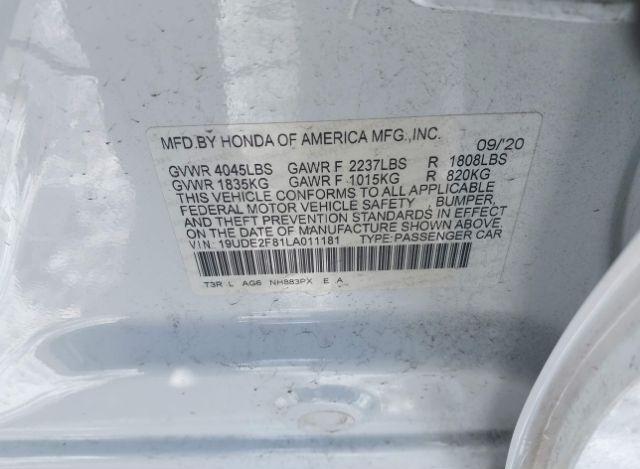 MFD.BY HONDA OF AMERICA MFG.,INC. 09/'20
GVWR 4045LBS GAWR F 2237LBS R 1808LBS
GVWR 1835KG GAWR F 1015KG R 820KG
THIS VEHICLE CONFORMS TO ALL APPLICABLE
FEDERAL MOTOR VEHICLE SAFETY BUMPER,
AND THEFT PREVENTION STANDARDS IN EFFECT
ON THE DATE OF MANUFACTURE SHOWN ABOVE.
VIN: 19UDE2F81LA011181 TYPE:PASSENGER CAR
T3R L AG6 NH883PX E A